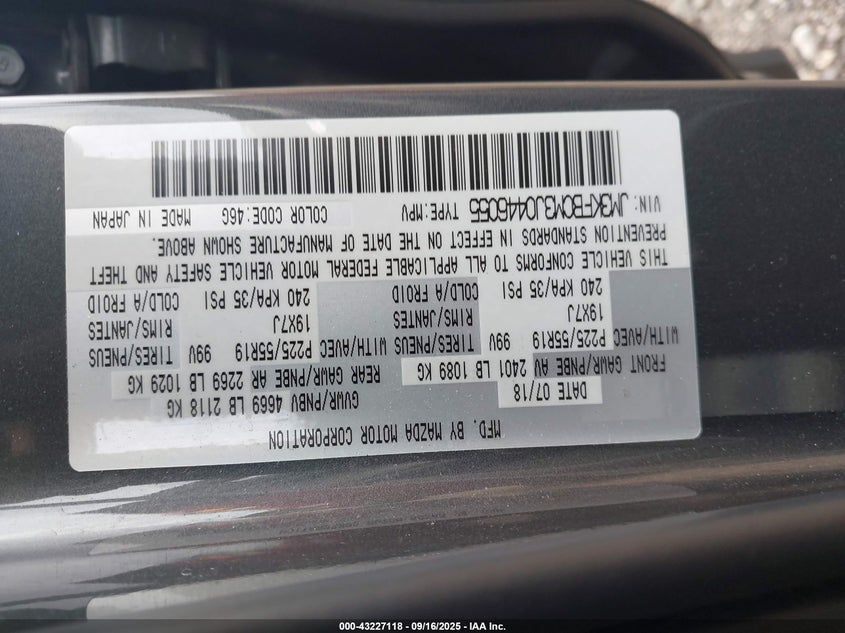 MFD. BY MAZDA MOTOR CORPORATION
DATE 07/18 GVWR/PNBV 4669 LB 2118 KG
FRONT GAWR/PNBE AV 2401 LB 1089 KG REAR GAWR/PNBE AR 2269 LB 1029 KG
WITH/AVEC P225/55R19 99V TIRES/PNEUS WITH/AVEC P225/55R19 99V TIRES/PNEUS
19X7J RIMS/JANTES 19X7J RIMS/JANTES
240 KPA/35 PSI COLD/A FROID 240 KPA/35 PSI COLD/A FROID
THIS VEHICLE CONFORMS TO ALL APPLICABLE FEDERAL MOTOR VEHICLE SAFETY AND THEFT
PREVENTION STANDARDS IN EFFECT ON THE DATE OF MANUFACTURE SHOWN ABOVE.
VIN: JM3KFBCM3J0446055 TYPE:MPV COLOR CODE:46G MADE IN JAPAN
000-43227118 - 09/16/2025 - IAA Inc.